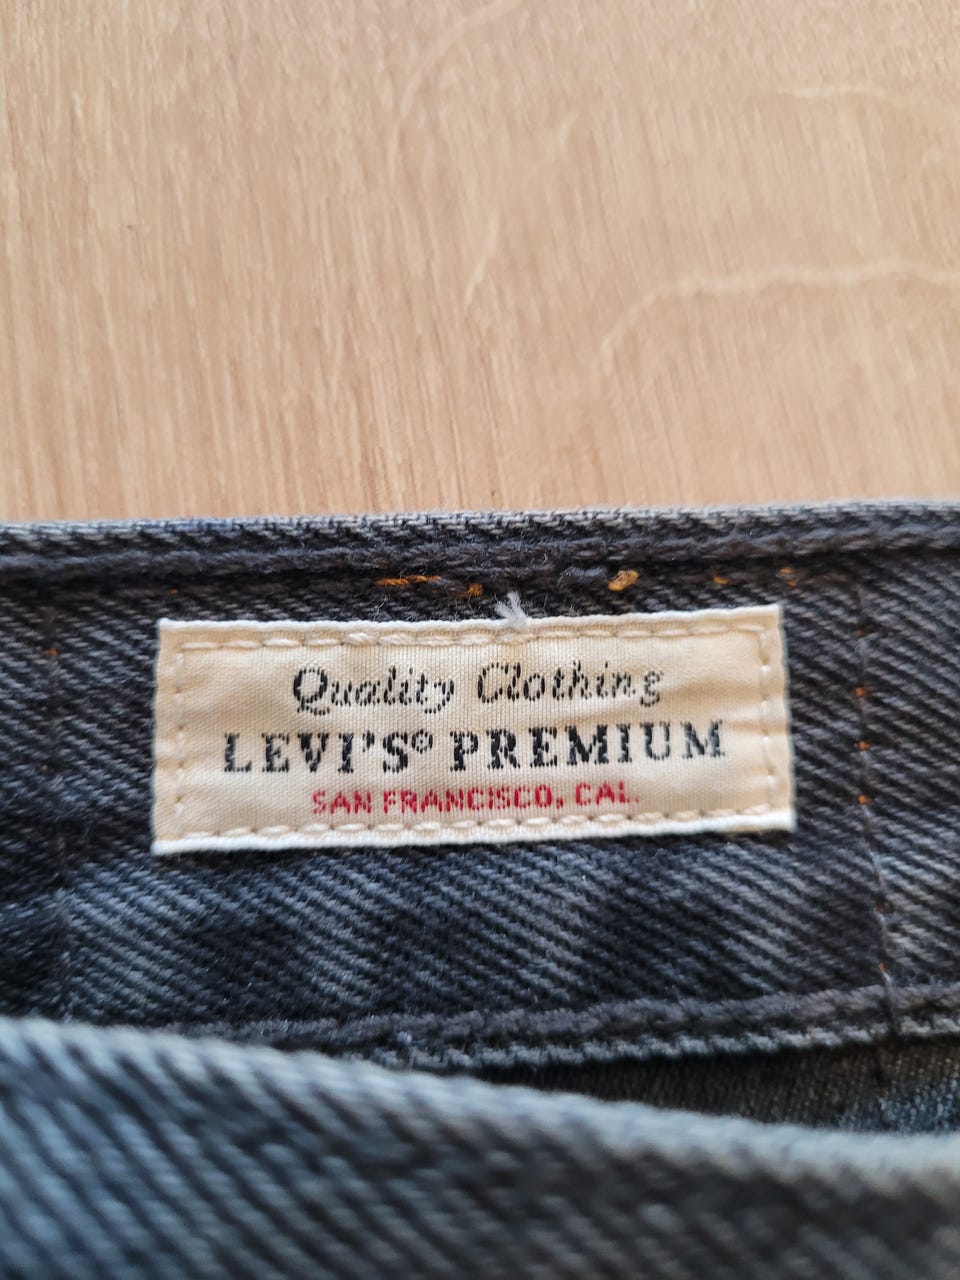 Quality Clothing
LEVI'S® PREMIUM
SAN FRANCISCO, CAL.